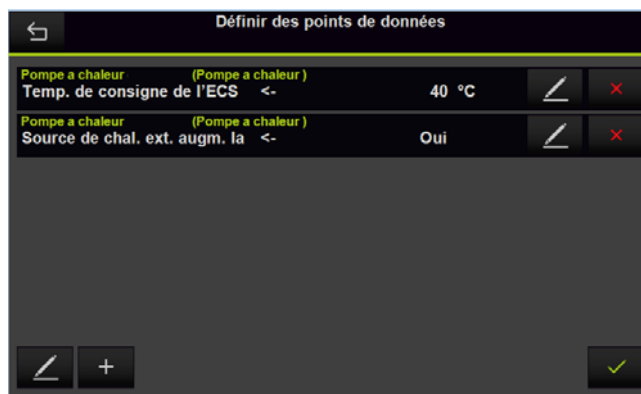 Définir des points de données
Pompe a chaleur (Pompe a chaleur )
Temp. de consigne de l'ECS <- 40 °C
Pompe a chaleur (Pompe a chaleur )
Source de chal. ext. augm. la <- Oui